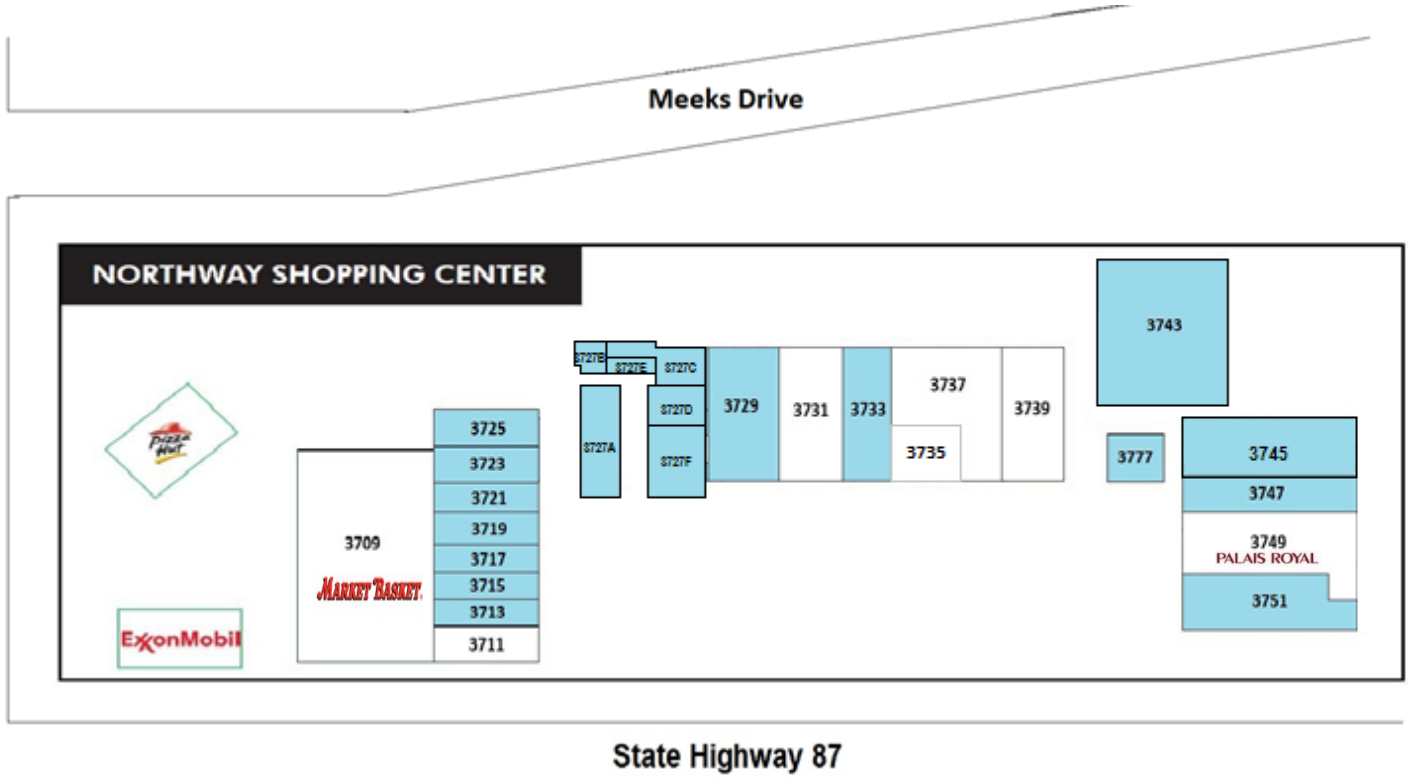 Meeks Drive
NORTHWAY SHOPPING CENTER
3743
3727B
3727E
3727C
3737
Pizza
Hut
3729
3731
3733
3739
3727D
3725
3735
3745
3727A
3727F
3777
3723
3747
3721
3719
3709
3749
PALAIS ROYAL
3717
MARKET BASKET
3715
3751
3713
ExxonMobil
3711
State Highway 87